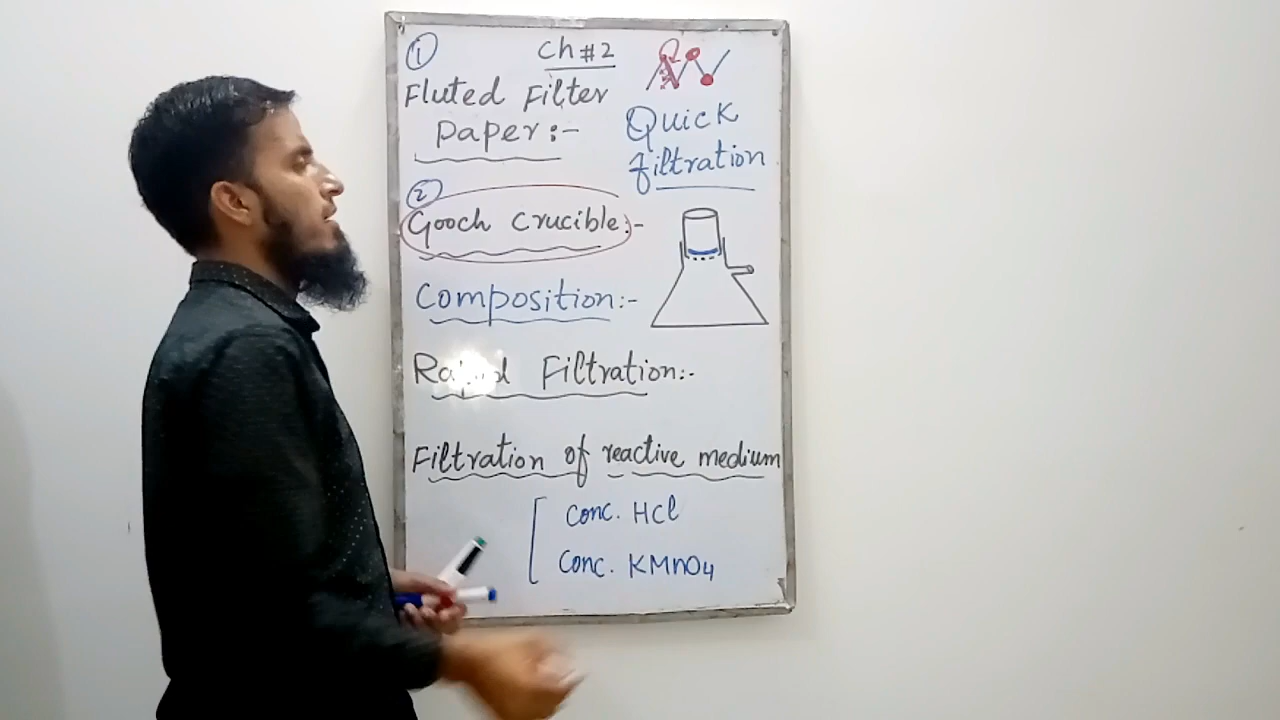 1
Ch #2
Fluted Filter
Paper:-
Quick
filtration
2
Gooch Crucible:-
Composition:-
Rapid Filtration:-
Filtration of reactive medium
Conc. HCl
Conc. KMnO4